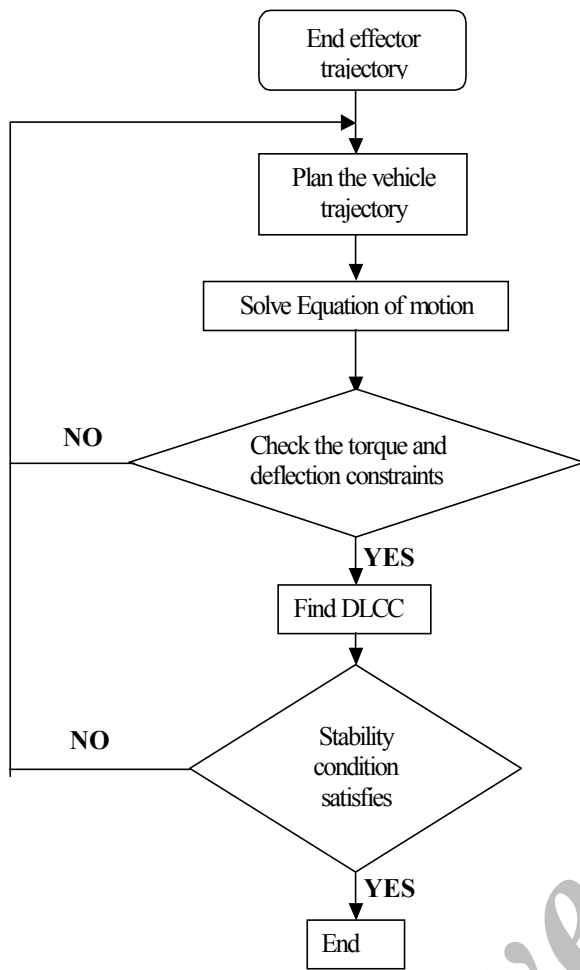 End effector
trajectory
Plan the vehicle
trajectory
Solve Equation of motion
NO
Check the torque and
deflection constraints
YES
Find DLCC
NO
Stability
condition
satisfies
YES
End